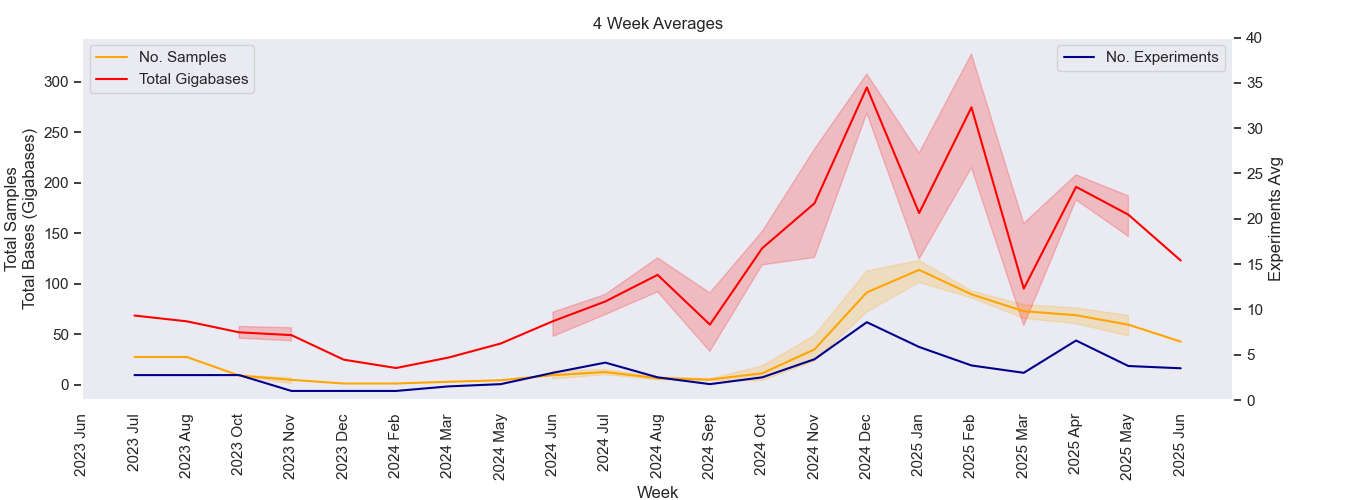 4 Week Averages
No. Samples
Total Gigabases
No. Experiments
Total Samples
Total Bases (Gigabases)
300
250
200
150
100
50
0
40
35
30
25
20
15
10
5
0
Experiments Avg
2023 Jun
2023 Jul
2023 Aug
2023 Oct
2023 Nov
2023 Dec
2024 Feb
2024 Mar
2024 May
2024 Jun
2024 Jul
2024 Aug
2024 Sep
2024 Oct
2024 Nov
2024 Dec
2025 Jan
2025 Feb
2025 Mar
2025 Apr
2025 May
2025 Jun
Week